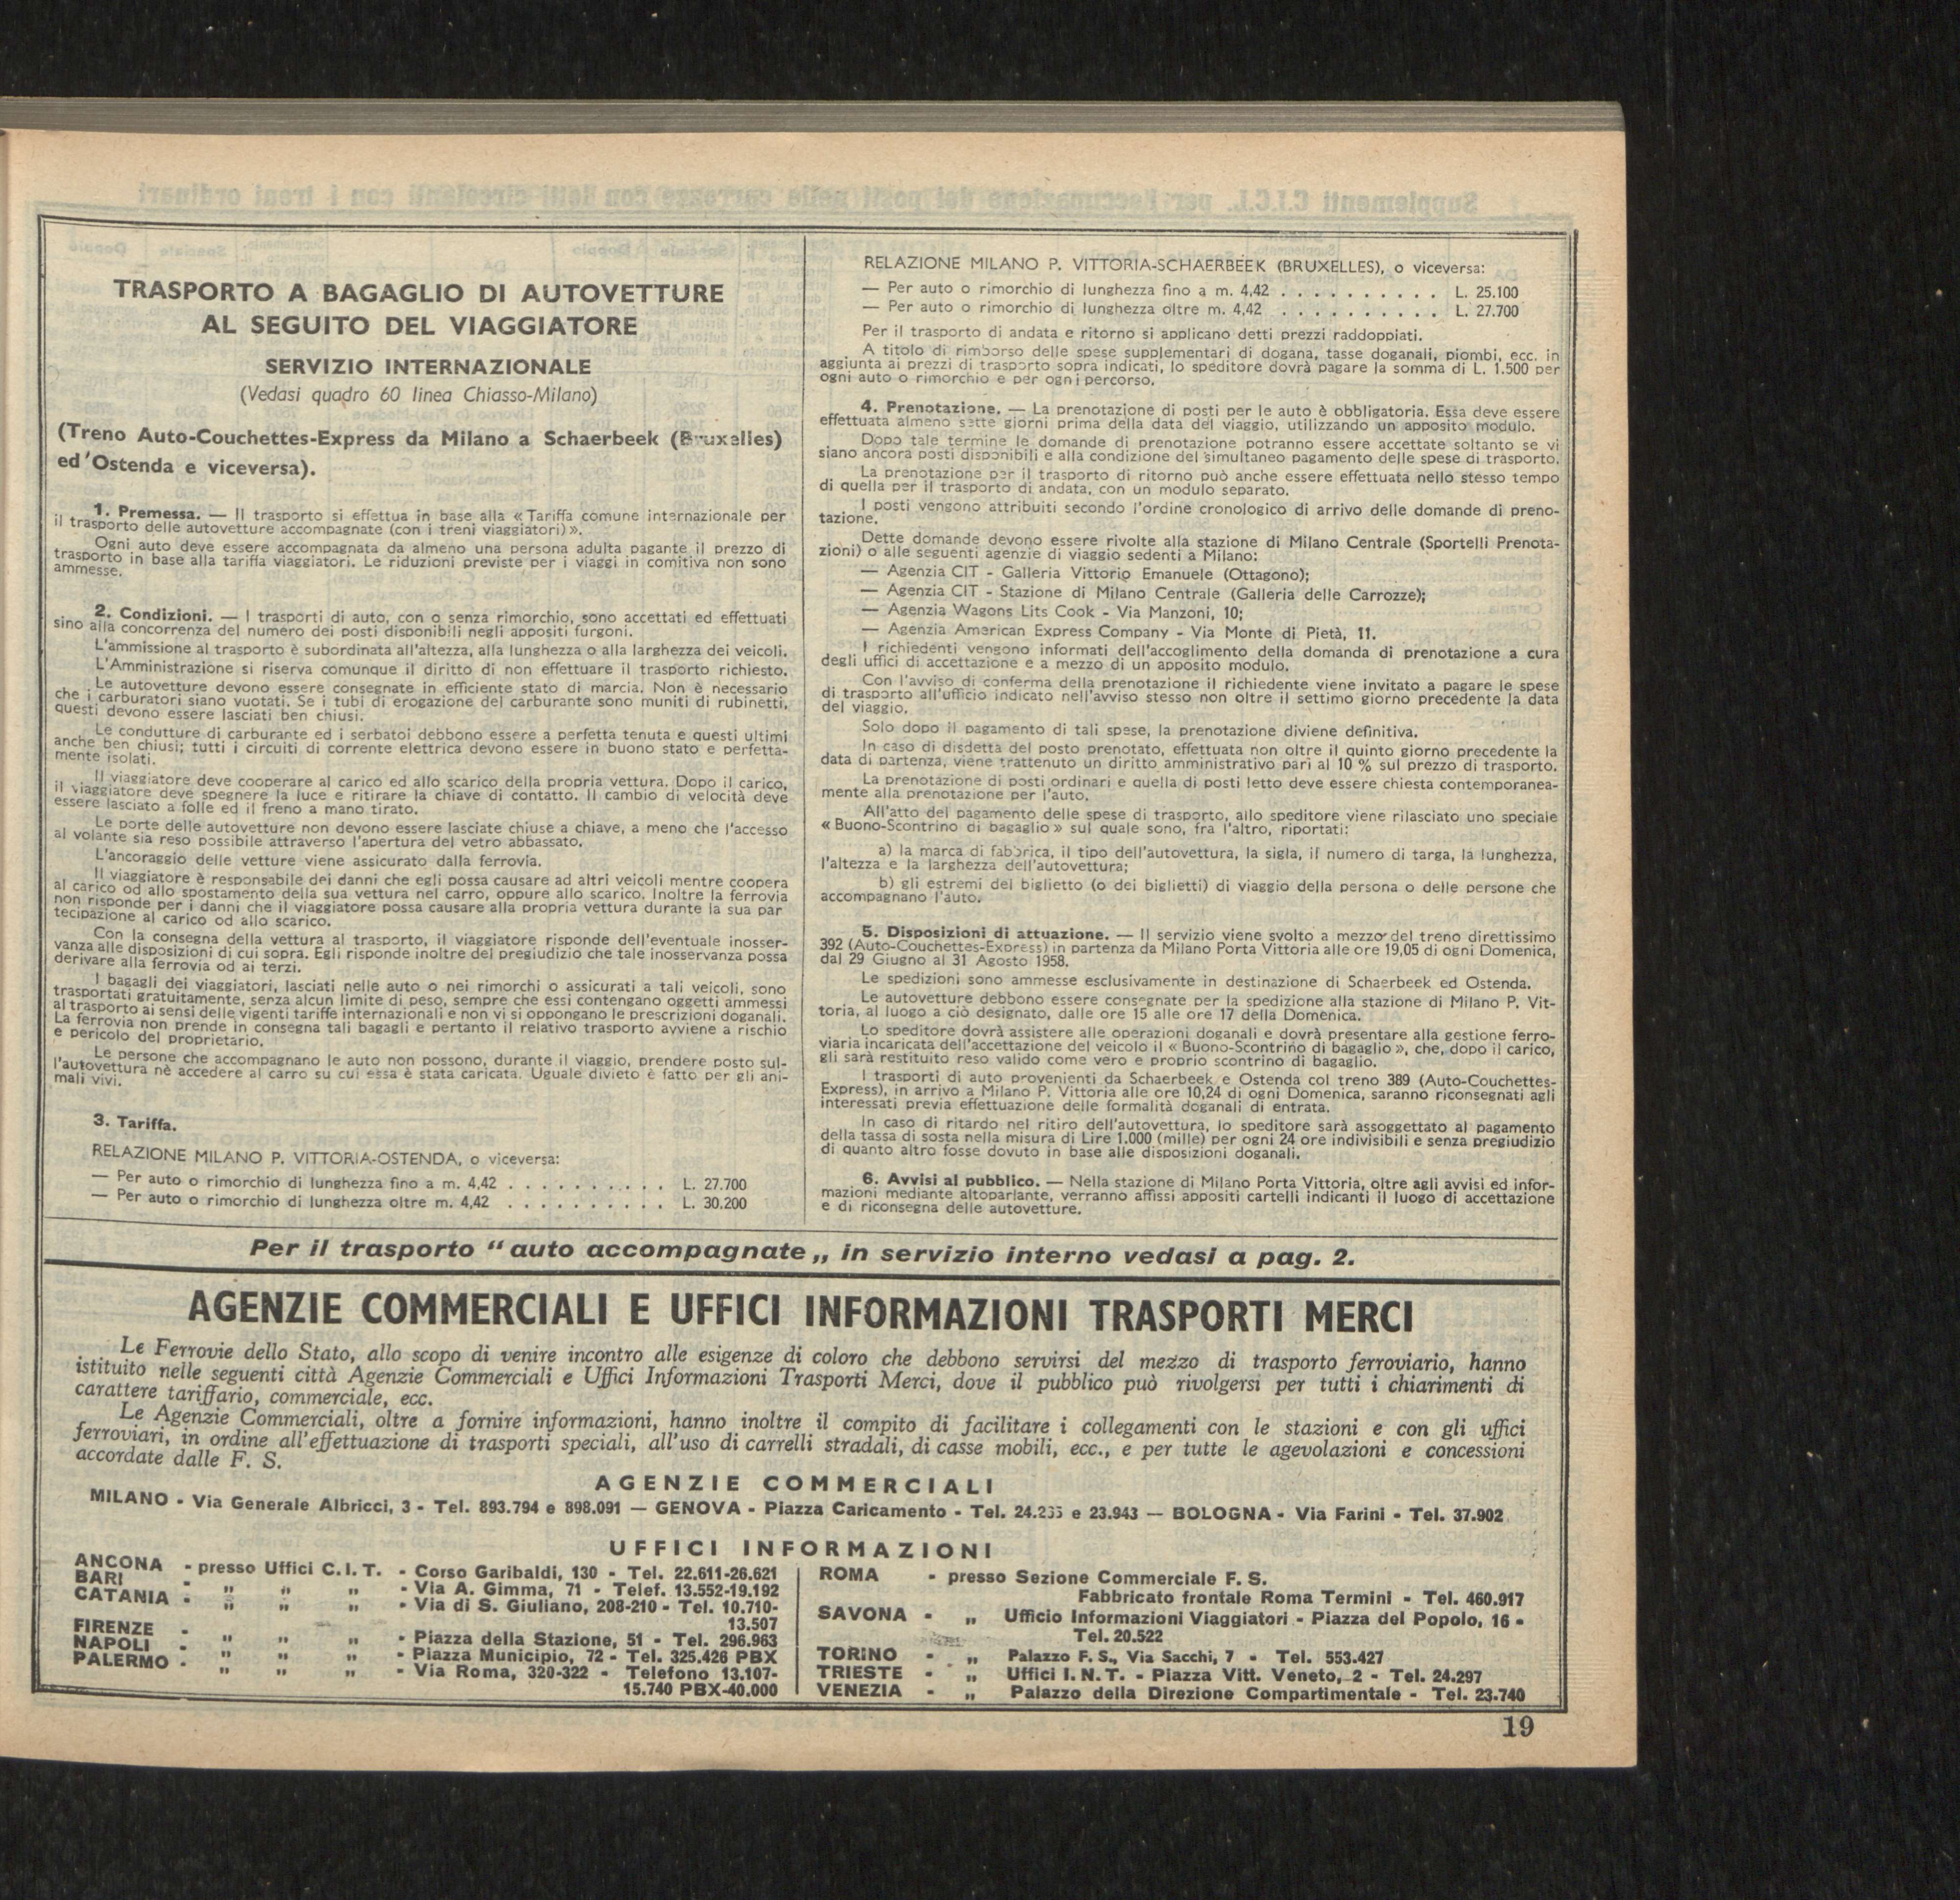 TRASPORTO A BAGAGLIO DI AUTOVETTURE
AL SEGUITO DEL VIAGGIATORE
SERVIZIO INTERNAZIONALE
(Vedasi quadro 60 linea Chiasso-Milano)
(Treno Auto-Couchettes-Express da Milano a Schaerbeek (Bruxelles)
ed Ostenda e viceversa).
1. Premessa. — Il trasporto si effettua in base alla « Tariffa comune internazionale per
il trasporto delle autovetture accompagnate (con i treni viaggiatori) ».
Ogni auto deve essere accompagnata da almeno una persona adulta pagante il prezzo di
trasporto in base alla tariffa viaggiatori. Le riduzioni previste per i viaggi in comitiva non sono
ammesse.
2. Condizioni. — I trasporti di auto, con o senza rimorchio, sono accettati ed effettuati
sino alla concorrenza del numero dei posti disponibili negli appositi furgoni.
L'ammissione al trasporto è subordinata all'altezza, alla lunghezza o alla larghezza dei veicoli.
L'Amministrazione si riserva comunque il diritto di non effettuare il trasporto richiesto.
Le autovetture devono essere consegnate in efficiente stato di marcia. Non è necessario
che i carburatori siano vuotati. Se i tubi di erogazione del carburante sono muniti di rubinetti,
questi devono essere lasciati ben chiusi.
Le condutture di carburante ed i serbatoi debbono essere a perfetta tenuta e questi ultimi
anche ben chiusi; tutti i circuiti di corrente elettrica devono essere in buono stato e perfetta-
mente isolati.
Il viaggiatore deve cooperare al carico ed allo scarico della propria vettura. Dopo il carico,
il viaggiatore deve spegnere la luce e ritirare la chiave di contatto. Il cambio di velocità deve
essere lasciato a folle ed il freno a mano tirato.
Le porte delle autovetture non devono essere lasciate chiuse a chiave, a meno che l'accesso
al volante sia reso possibile attraverso l'apertura del vetro abbassato.
L'ancoraggio delle vetture viene assicurato dalla ferrovia.
Il viaggiatore è responsabile dei danni che egli possa causare ad altri veicoli mentre coopera
al carico od allo spostamento della sua vettura nel carro, oppure allo scarico. Inoltre la ferrovia
non risponde per i danni che il viaggiatore possa causare alla propria vettura durante la sua par
tecipazione al carico od allo scarico.
Con la consegna della vettura al trasporto, il viaggiatore risponde dell'eventuale inosser-
vanza alle disposizioni di cui sopra. Egli risponde inoltre del pregiudizio che tale inosservanza possa
derivare alla ferrovia od ai terzi.
I bagagli dei viaggiatori, lasciati nelle auto o nei rimorchi o assicurati a tali veicoli, sono
trasportati gratuitamente, senza alcun limite di peso, sempre che essi contengano oggetti ammessi
al trasporto ai sensi delle vigenti tariffe internazionali e non vi si oppongano le prescrizioni doganali.
La ferrovia non prende in consegna tali bagagli e pertanto il relativo trasporto avviene a rischio
e pericolo del proprietario.
Le persone che accompagnano le auto non possono, durante il viaggio, prendere posto sul-
l'autovettura nè accedere al carro su cui essa è stata caricata. Uguale divieto è fatto per gli ani-
mali vivi.
3. Tariffa.
RELAZIONE MILANO P. VITTORIA-OSTENDA, o viceversa:
— Per auto o rimorchio di lunghezza fino a m. 4,42 . . . . . . . . . . L. 27.700
— Per auto o rimorchio di lunghezza oltre m. 4,42 . . . . . . . . . . L. 30.200
RELAZIONE MILANO P. VITTORIA-SCHAERBEEK (BRUXELLES), o viceversa:
— Per auto o rimorchio di lunghezza fino a m. 4,42 . . . . . . . . . . L. 25.100
— Per auto o rimorchio di lunghezza oltre m. 4,42 . . . . . . . . . . L. 27.700
Per il trasporto di andata e ritorno si applicano detti prezzi raddoppiati.
A titolo di rimborso delle spese supplementari di dogana, tasse doganali, piombi, ecc. in
aggiunta ai prezzi di trasporto sopra indicati, lo speditore dovrà pagare la somma di L. 1.500 per
ogni auto o rimorchio e per ogni percorso.
4. Prenotazione. — La prenotazione di posti per le auto è obbligatoria. Essa deve essere
effettuata almeno sette giorni prima della data del viaggio, utilizzando un apposito modulo.
Dopo tale termine le domande di prenotazione potranno essere accettate soltanto se vi
siano ancora posti disponibili e alla condizione del simultaneo pagamento delle spese di trasporto.
La prenotazione per il trasporto di ritorno può anche essere effettuata nello stesso tempo
di quella per il trasporto di andata, con un modulo separato.
I posti vengono attribuiti secondo l'ordine cronologico di arrivo delle domande di preno-
tazione.
Dette domande devono essere rivolte alla stazione di Milano Centrale (Sportelli Prenota-
zioni) o alle seguenti agenzie di viaggio sedenti a Milano:
— Agenzia CIT - Galleria Vittorio Emanuele (Ottagono);
— Agenzia CIT - Stazione di Milano Centrale (Galleria delle Carrozze);
— Agenzia Wagons Lits Cook - Via Manzoni, 10;
— Agenzia American Express Company - Via Monte di Pietà, 11.
I richiedenti vengono informati dell'accoglimento della domanda di prenotazione a cura
degli uffici di accettazione e a mezzo di un apposito modulo.
Con l'avviso di conferma della prenotazione il richiedente viene invitato a pagare le spese
di trasporto all'ufficio indicato nell'avviso stesso non oltre il settimo giorno precedente la data
del viaggio.
Solo dopo il pagamento di tali spese, la prenotazione diviene definitiva.
In caso di disdetta del posto prenotato, effettuata non oltre il quinto giorno precedente la
data di partenza, viene trattenuto un diritto amministrativo pari al 10 % sul prezzo di trasporto.
La prenotazione di posti ordinari e quella di posti letto deve essere chiesta contemporanea-
mente alla prenotazione per l'auto.
All'atto del pagamento delle spese di trasporto, allo speditore viene rilasciato uno speciale
« Buono-Scontrino di bagaglio » sul quale sono, fra l'altro, riportati:
a) la marca di fabbrica, il tipo dell'autovettura, la sigla, il numero di targa, la lunghezza,
l'altezza e la larghezza dell'autovettura;
b) gli estremi del biglietto (o dei biglietti) di viaggio della persona o delle persone che
accompagnano l'auto.
5. Disposizioni di attuazione. — Il servizio viene svolto a mezzo del treno direttissimo
392 (Auto-Couchettes-Express) in partenza da Milano Porta Vittoria alle ore 19,05 di ogni Domenica,
dal 29 Giugno al 31 Agosto 1958.
Le spedizioni sono ammesse esclusivamente in destinazione di Schaerbeek ed Ostenda.
Le autovetture debbono essere consegnate per la spedizione alla stazione di Milano P. Vit-
toria, al luogo a ciò designato, dalle ore 15 alle ore 17 della Domenica.
Lo speditore dovrà assistere alle operazioni doganali e dovrà presentare alla gestione ferro-
viaria incaricata dell'accettazione del veicolo il « Buono-Scontrino di bagaglio », che, dopo il carico,
gli sarà restituito reso valido come vero e proprio scontrino di bagaglio.
I trasporti di auto provenienti da Schaerbeek e Ostenda col treno 389 (Auto-Couchettes-
Express), in arrivo a Milano P. Vittoria alle ore 10,24 di ogni Domenica, saranno riconsegnati agli
interessati previa effettuazione delle formalità doganali di entrata.
In caso di ritardo nel ritiro dell'autovettura, lo speditore sarà assoggettato al pagamento
della tassa di sosta nella misura di Lire 1.000 (mille) per ogni 24 ore indivisibili e senza pregiudizio
di quanto altro fosse dovuto in base alle disposizioni doganali.
6. Avvisi al pubblico. — Nella stazione di Milano Porta Vittoria, oltre agli avvisi ed infor-
mazioni mediante altoparlante, verranno affissi appositi cartelli indicanti il luogo di accettazione
e di riconsegna delle autovetture.
Per il trasporto “ auto accompagnate „ in servizio interno vedasi a pag. 2.
AGENZIE COMMERCIALI E UFFICI INFORMAZIONI TRASPORTI MERCI
Le Ferrovie dello Stato, allo scopo di venire incontro alle esigenze di coloro che debbono servirsi del mezzo di trasporto ferroviario, hanno
istituito nelle seguenti città Agenzie Commerciali e Uffici Informazioni Trasporti Merci, dove il pubblico può rivolgersi per tutti i chiarimenti di
carattere tariffario, commerciale, ecc.
Le Agenzie Commerciali, oltre a fornire informazioni, hanno inoltre il compito di facilitare i collegamenti con le stazioni e con gli uffici
ferroviari, in ordine all'effettuazione di trasporti speciali, all'uso di carrelli stradali, di casse mobili, ecc., e per tutte le agevolazioni e concessioni
accordate dalle F. S.
AGENZIE COMMERCIALI
MILANO - Via Generale Albricci, 3 - Tel. 893.794 e 898.091 — GENOVA - Piazza Caricamento - Tel. e 23.943 — BOLOGNA - Via Farini - Tel. 37.902
UFFICI INFORMAZIONI
ANCONA - presso Uffici C. I. T. - Corso Garibaldi, 130 - Tel. 22.611-26.621
BARI - „ „ „ - Via A. Gimma, 71 - Telef. 13.552-19.192
CATANIA - „ „ „ - Via di S. Giuliano, 208-210 - Tel. 10.710-
13.507
FIRENZE - „ „ „ - Piazza della Stazione, 51 - Tel. 296.963
NAPOLI - „ „ „ - Piazza Municipio, 72 - Tel. 325.426 PBX
PALERMO - „ „ „ - Via Roma, 320-322 - Telefono 13.107-
15.740 PBX-40.000
ROMA - presso Sezione Commerciale F. S.
Fabbricato frontale Roma Termini - Tel. 460.917
SAVONA - „ Ufficio Informazioni Viaggiatori - Piazza del Popolo, 16 -
Tel. 20.522
TORINO - „ Palazzo F. S., Via Sacchi, 7 - Tel. 553.427
TRIESTE - „ Uffici I. N. T. - Piazza Vitt. Veneto, 2 - Tel. 24.297
VENEZIA - „ Palazzo della Direzione Compartimentale - Tel. 23.740
19